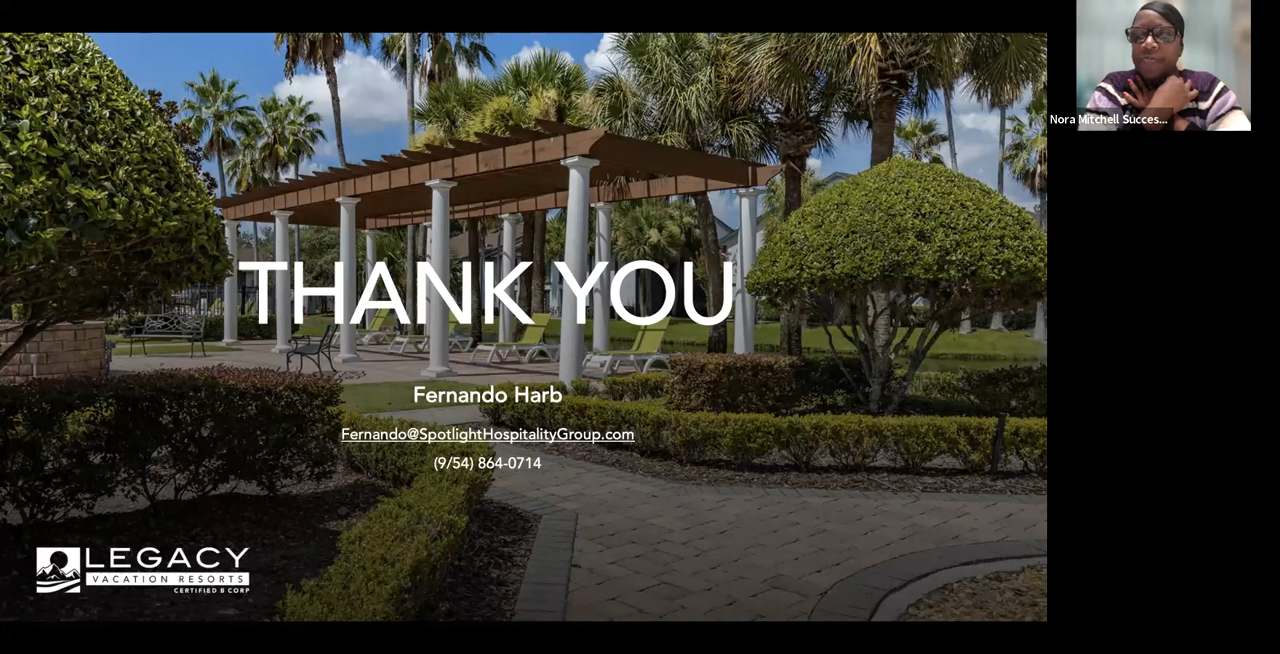 Nora Mitchell Succes...
THANK YOU
Fernando Harb
Fernando@SpotlightHospitalityGroup.com
(9/54) 864-0714
LEGACY
VACATION RESORTS
CERTIFIED B CORP